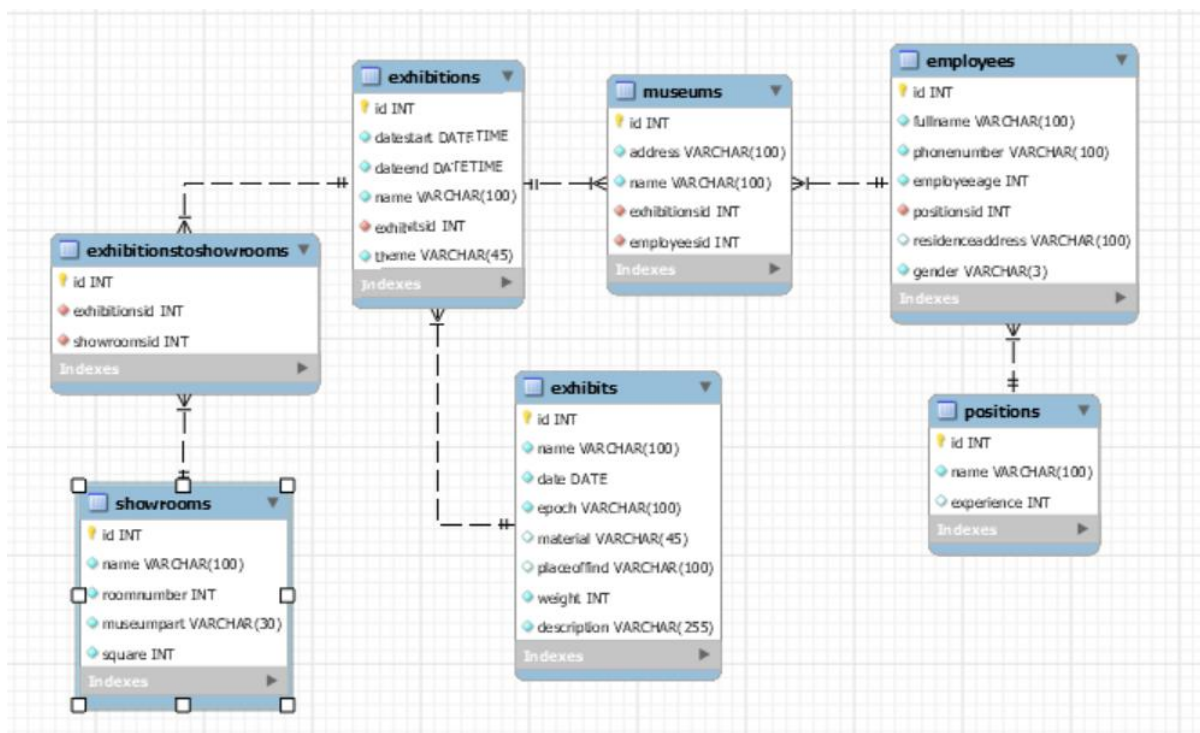 exhibitions
id INT
datestart DATETIME
dateend DATETIME
name VARCHAR(100)
exhibitsid INT
theme VARCHAR(45)
Indexes
museums
id INT
address VARCHAR(100)
name VARCHAR(100)
exhibitionsid INT
employeesid INT
Indexes
employees
id INT
fullname VARCHAR(100)
phonenumber VARCHAR(100)
employeeage INT
positionsid INT
residenceaddress VARCHAR(100)
gender VARCHAR(3)
Indexes
exhibitionstoshowrooms
id INT
exhibitionsid INT
showroomsid INT
Indexes
exhibits
id INT
name VARCHAR(100)
date DATE
epoch VARCHAR(100)
material VARCHAR(45)
placeoffind VARCHAR(100)
weight INT
description VARCHAR(255)
Indexes
positions
id INT
name VARCHAR(100)
experience INT
Indexes
showrooms
id INT
name VARCHAR(100)
roomnumber INT
museumpart VARCHAR(30)
square INT
Indexes